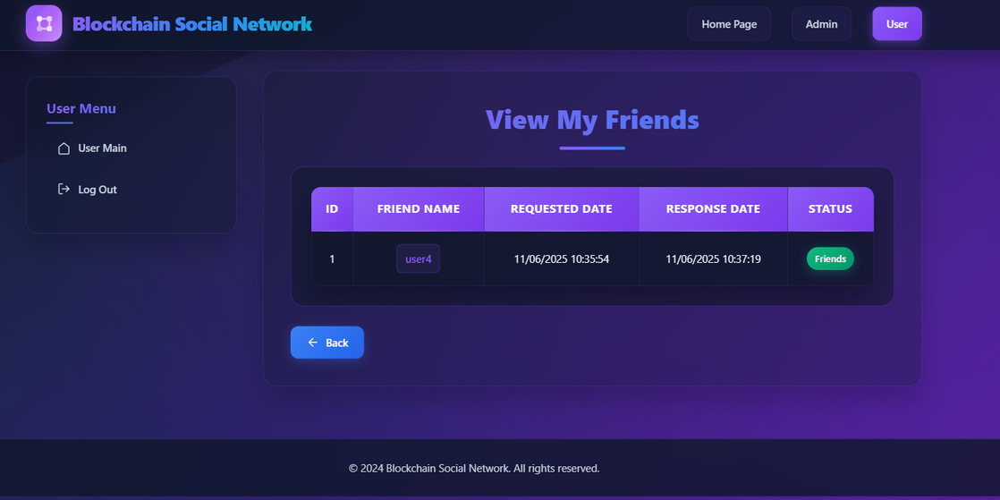 Blockchain Social Network
Home Page Admin User
User Menu
User Main
Log Out
View My Friends
ID FRIEND NAME REQUESTED DATE RESPONSE DATE STATUS
1 user4 11/06/2025 10:35:54 11/06/2025 10:37:19 Friends
Back
© 2024 Blockchain Social Network. All rights reserved.